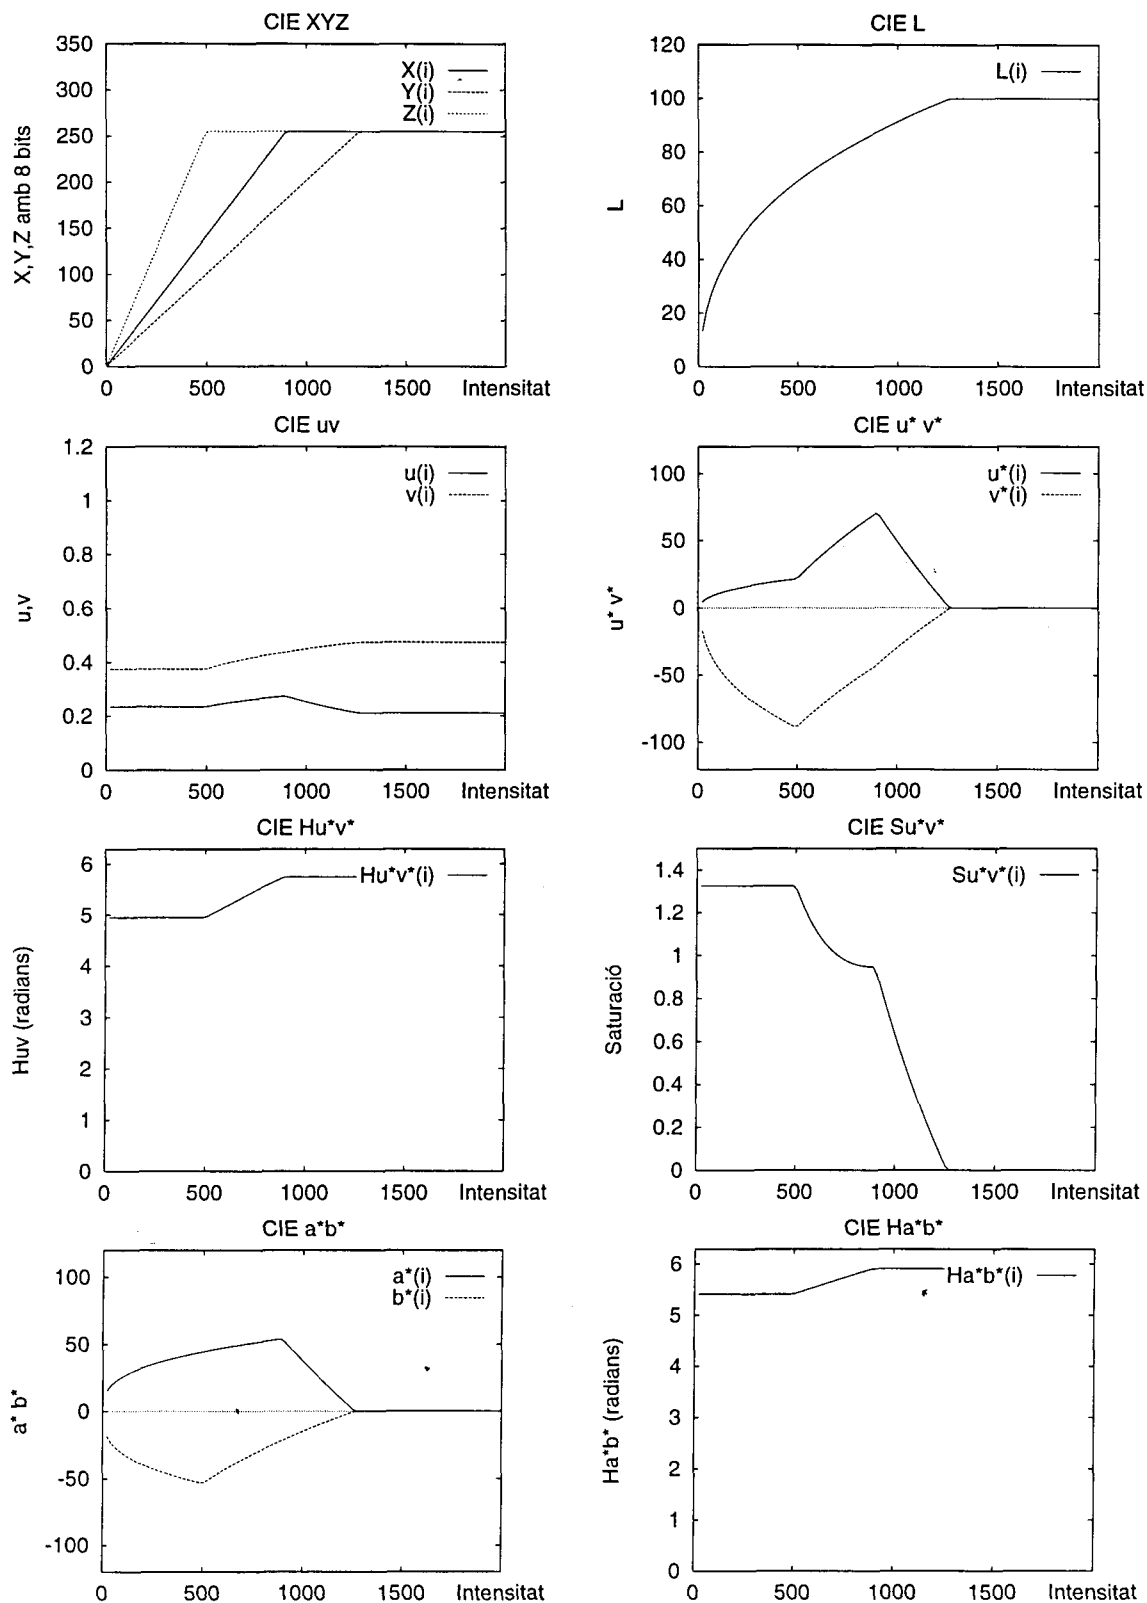 CIE XYZ
350
300
250
200
150
100
50
0
X,Y,Z amb 8 bits
X(i)
Y(i)
Z(i)
0 500 1000 1500 Intensitat
CIE L
120
100
80
60
40
20
0
L
L(i)
0 500 1000 1500 Intensitat
CIE uv
1.2
1
0.8
0.6
0.4
0.2
0
u,v
u(i)
v(i)
0 500 1000 1500 Intensitat
CIE u* v*
100
50
0
-50
-100
u* v*
u*(i)
v*(i)
0 500 1000 1500 Intensitat
CIE Hu*v*
6
5
4
3
2
1
0
Huv (radians)
Hu*v*(i)
0 500 1000 1500 Intensitat
CIE Su*v*
1.4
1.2
1
0.8
0.6
0.4
0.2
0
Saturació
Su*v*(i)
0 500 1000 1500 Intensitat
CIE a*b*
100
50
0
-50
-100
a* b*
a*(i)
b*(i)
0 500 1000 1500 Intensitat
CIE Ha*b*
6
5
4
3
2
1
0
Ha*b* (radians)
Ha*b*(i)
0 500 1000 1500 Intensitat